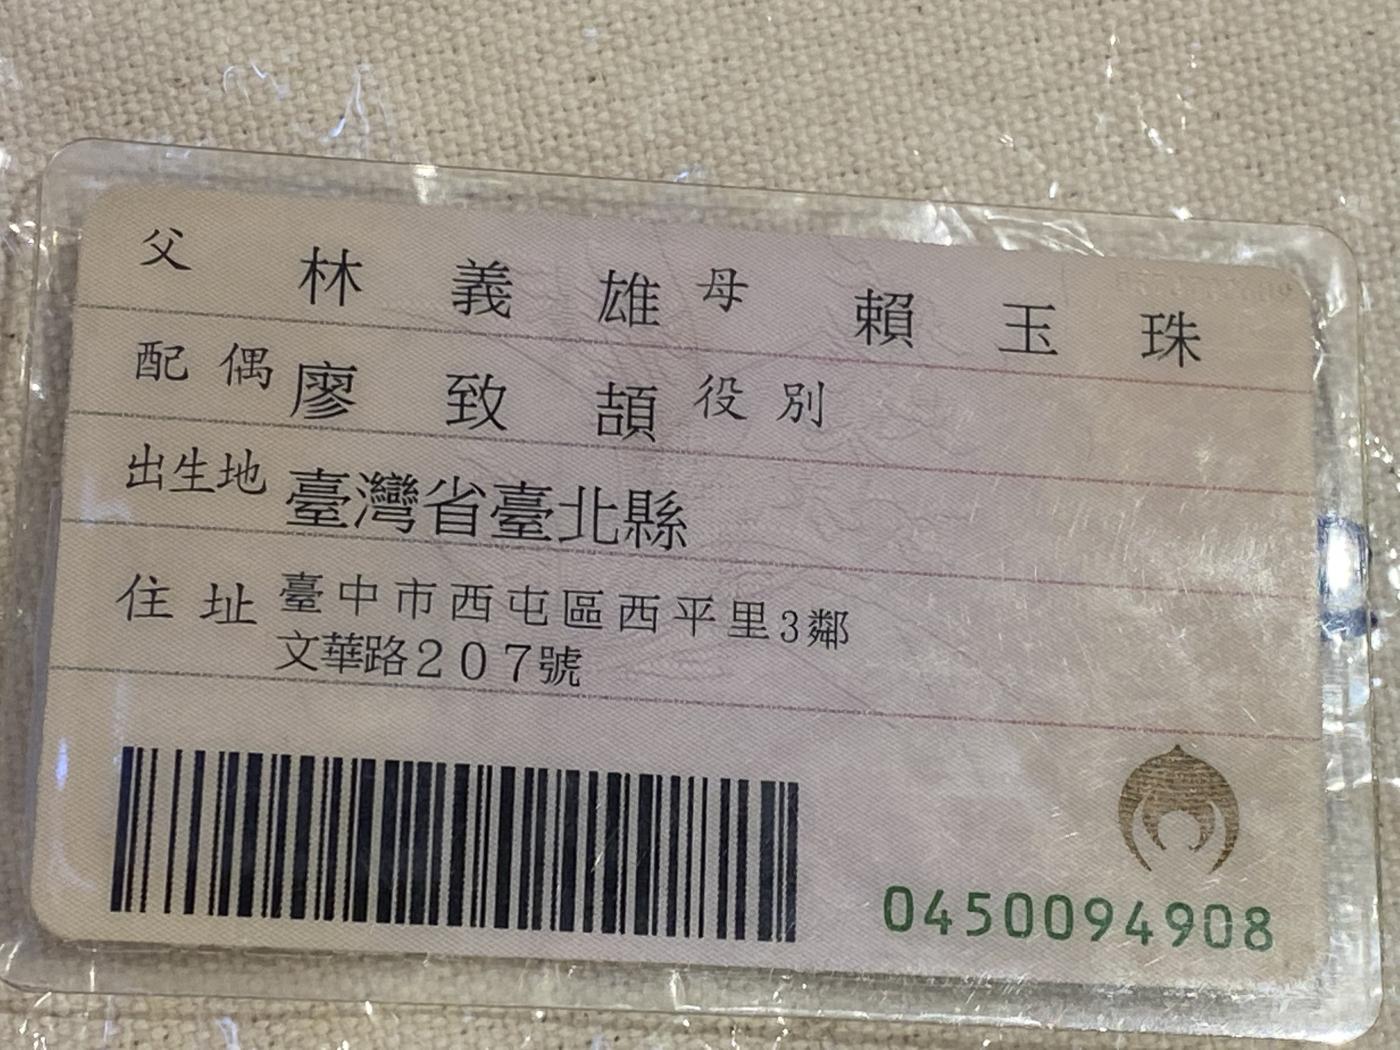 父 林義雄 母 賴玉珠
配偶 廖致頡 役別
出生地 臺灣省臺北縣
住址 臺中市西屯區西平里3鄰
文華路207號
0450094908